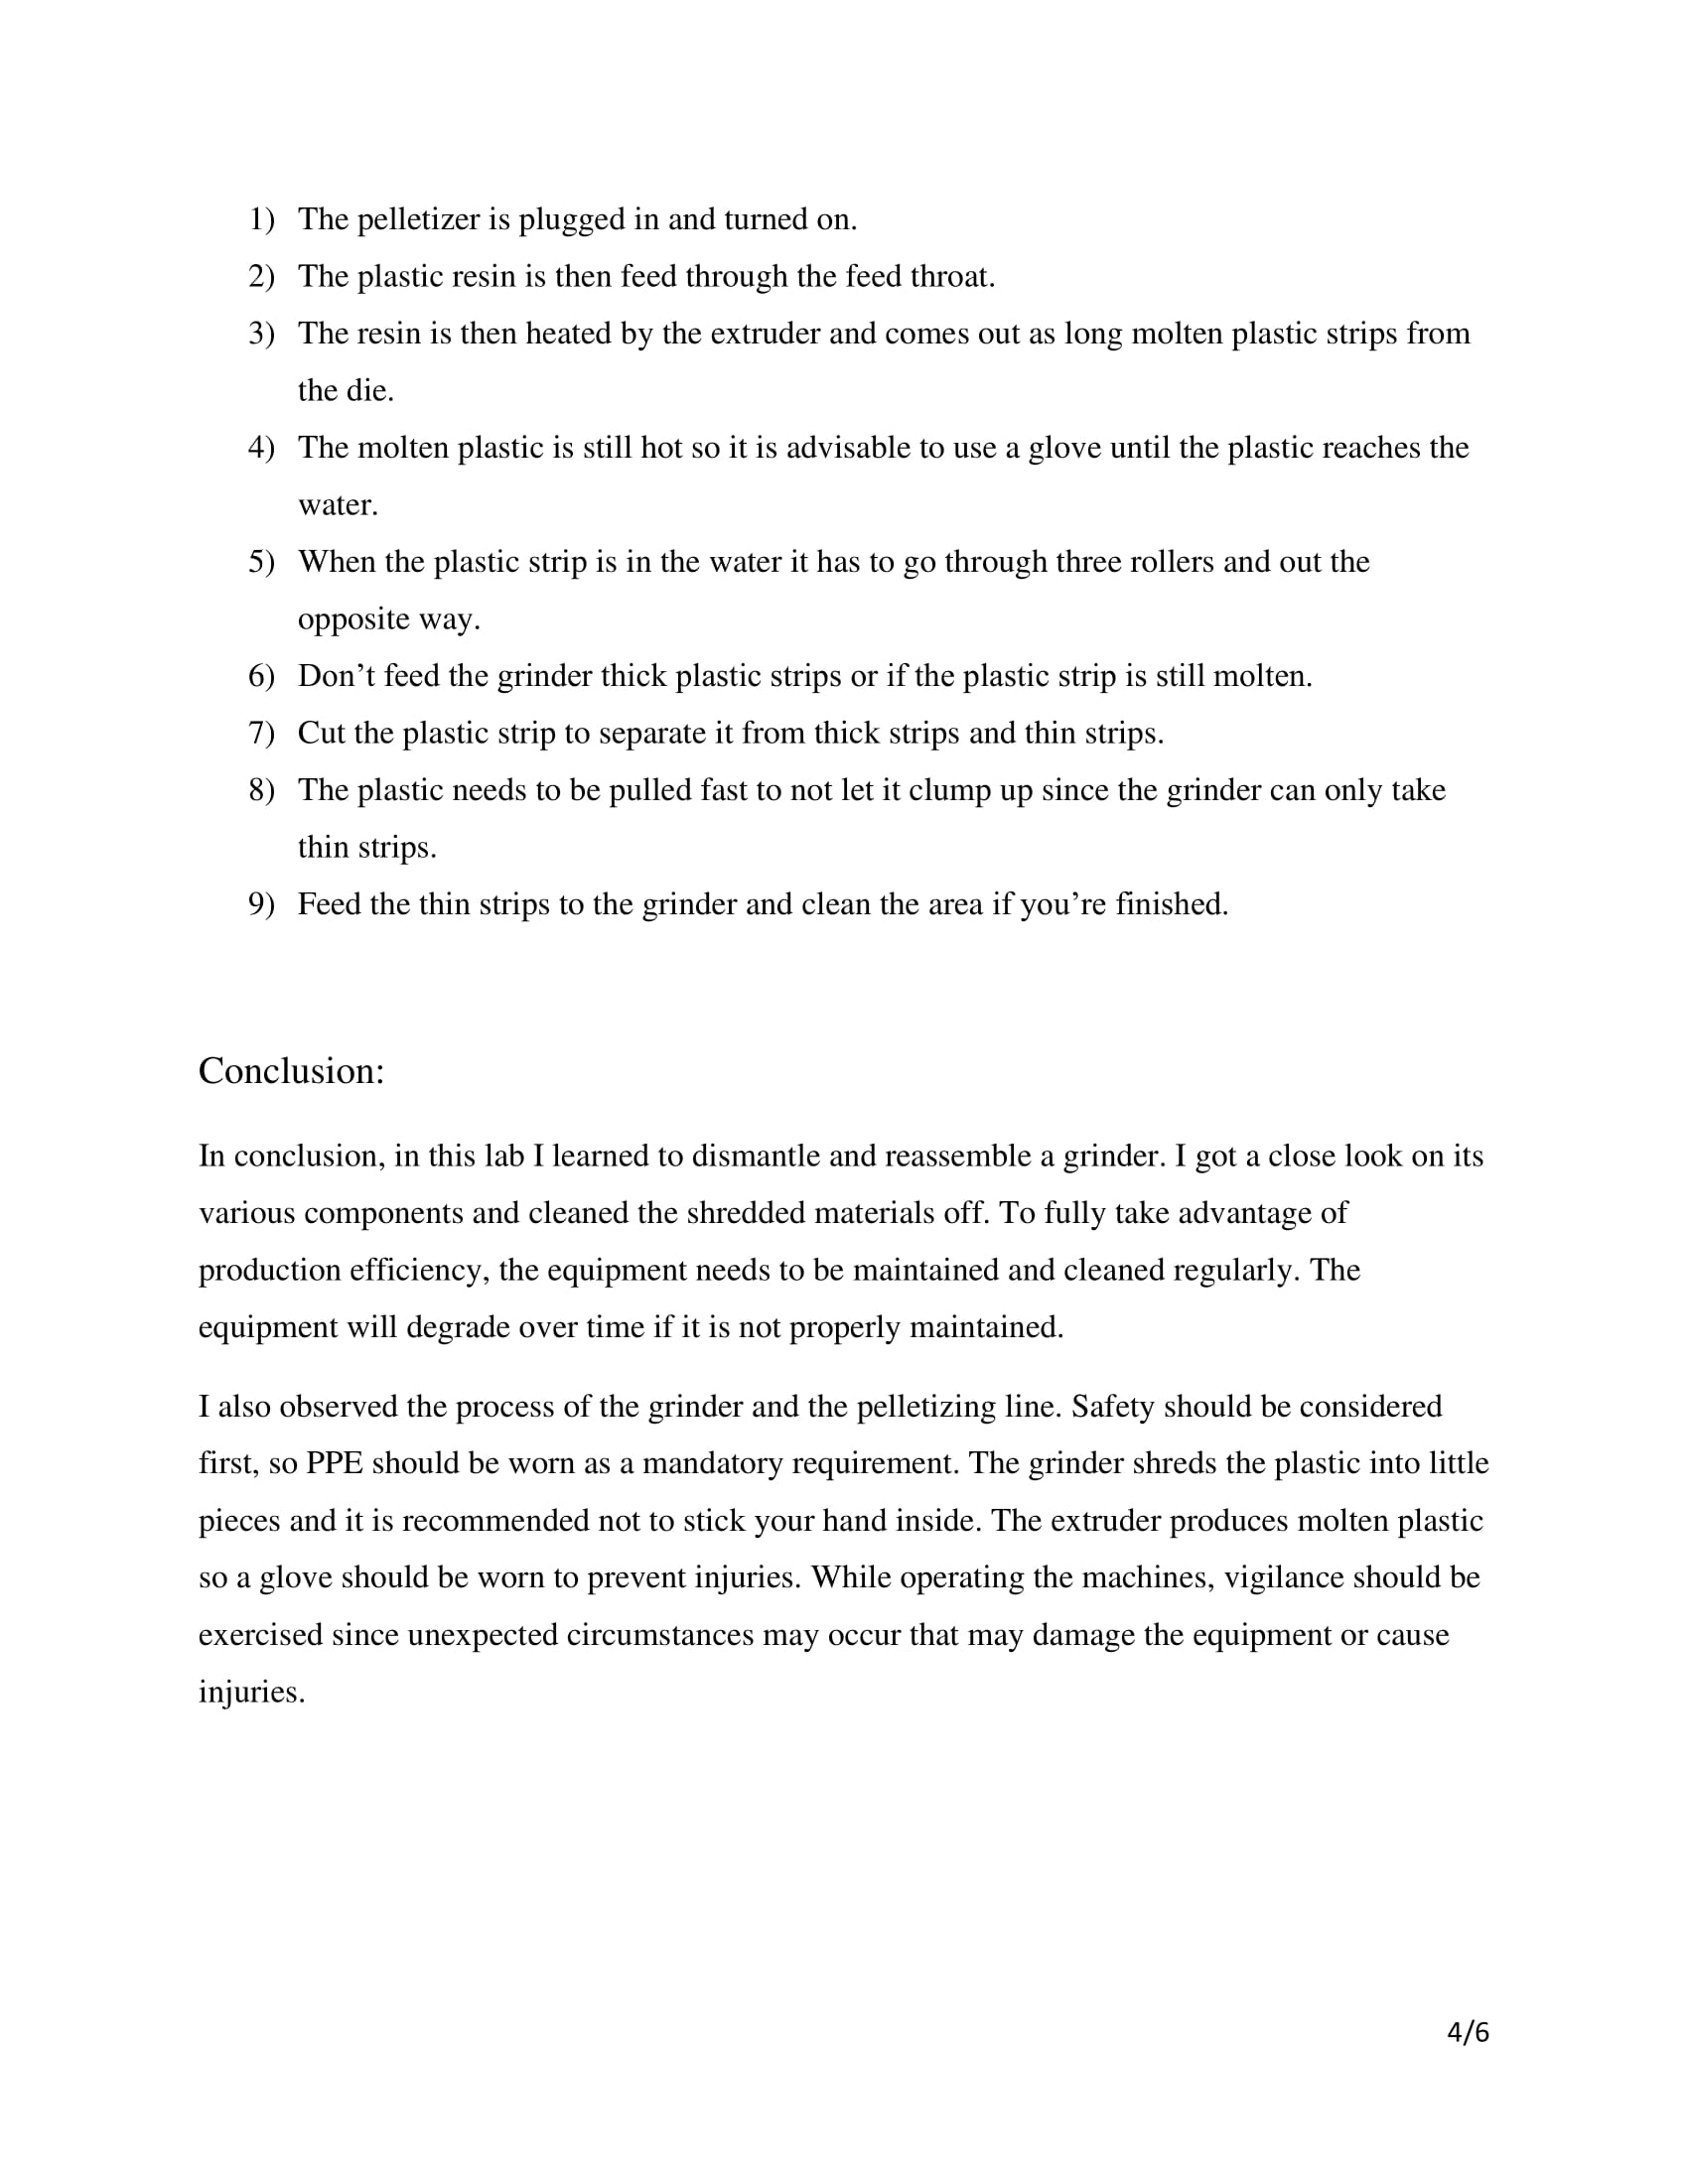 1) The pelletizer is plugged in and turned on.
2) The plastic resin is then feed through the feed throat.
3) The resin is then heated by the extruder and comes out as long molten plastic strips from
the die.
4) The molten plastic is still hot so it is advisable to use a glove until the plastic reaches the
water.
5) When the plastic strip is in the water it has to go through three rollers and out the
opposite way.
6) Don’t feed the grinder thick plastic strips or if the plastic strip is still molten.
7) Cut the plastic strip to separate it from thick strips and thin strips.
8) The plastic needs to be pulled fast to not let it clump up since the grinder can only take
thin strips.
9) Feed the thin strips to the grinder and clean the area if you’re finished.
Conclusion:
In conclusion, in this lab I learned to dismantle and reassemble a grinder. I got a close look on its
various components and cleaned the shredded materials off. To fully take advantage of
production efficiency, the equipment needs to be maintained and cleaned regularly. The
equipment will degrade over time if it is not properly maintained.
I also observed the process of the grinder and the pelletizing line. Safety should be considered
first, so PPE should be worn as a mandatory requirement. The grinder shreds the plastic into little
pieces and it is recommended not to stick your hand inside. The extruder produces molten plastic
so a glove should be worn to prevent injuries. While operating the machines, vigilance should be
exercised since unexpected circumstances may occur that may damage the equipment or cause
injuries.
4/6